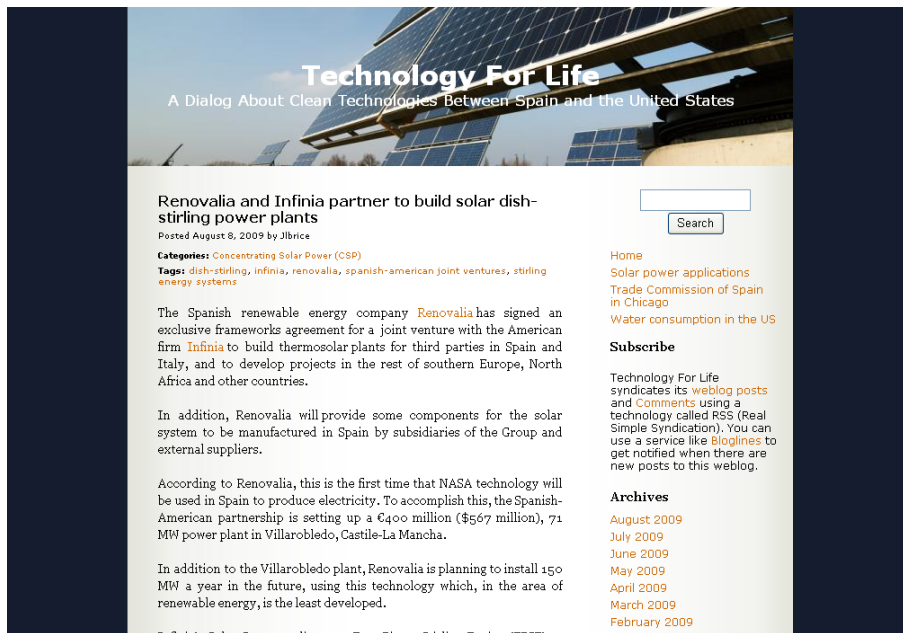 Technology For Life
A Dialog About Clean Technologies Between Spain and the United States
Renovalia and Infinia partner to build solar dish-
stirling power plants
Posted August 8, 2009 by Jlbrice
Categories: Concentrating Solar Power (CSP)
Tags: dish-stirling, infinia, renovalia, spanish-american joint ventures, stirling
energy systems
The Spanish renewable energy company Renovalia has signed an
exclusive frameworks agreement for a joint venture with the American
firm Infinia to build thermosolar plants for third parties in Spain and
Italy, and to develop projects in the rest of southern Europe, North
Africa and other countries.
In addition, Renovalia will provide some components for the solar
system to be manufactured in Spain by subsidiaries of the Group and
external suppliers.
According to Renovalia, this is the first time that NASA technology will
be used in Spain to produce electricity. To accomplish this, the Spanish-
American partnership is setting up a €400 million ($567 million), 71
MW power plant in Villarobledo, Castile-La Mancha.
In addition to the Villarobledo plant, Renovalia is planning to install 150
MW a year in the future, using this technology which, in the area of
renewable energy, is the least developed.
Search
Home
Solar power applications
Trade Commission of Spain
in Chicago
Water consumption in the US
Subscribe
Technology For Life
syndicates its weblog posts
and Comments using a
technology called RSS (Real
Simple Syndication). You can
use a service like Bloglines to
get notified when there are
new posts to this weblog.
Archives
August 2009
July 2009
June 2009
May 2009
April 2009
March 2009
February 2009